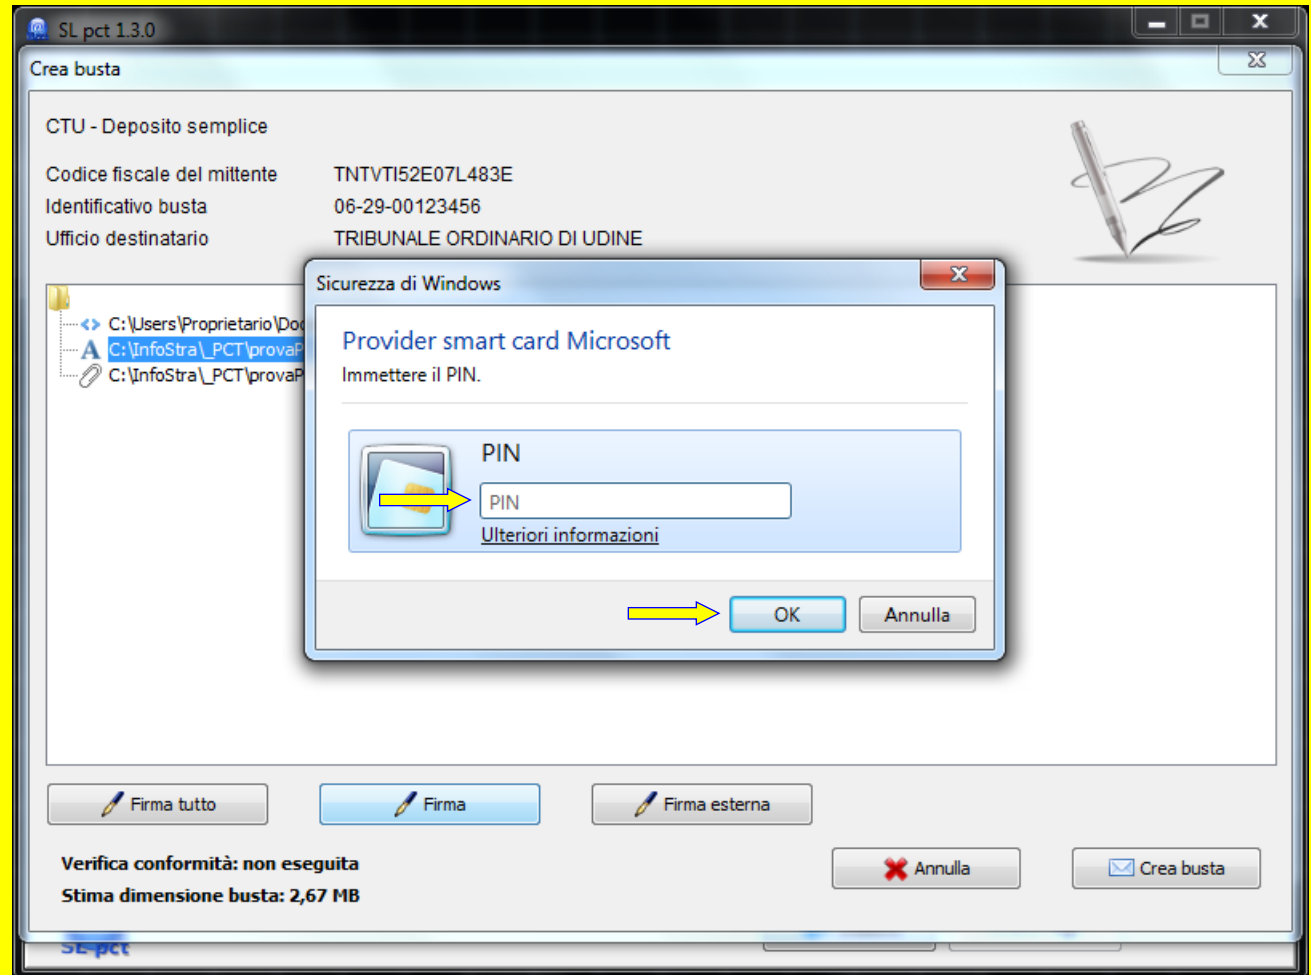 SL pct 1.3.0
Crea busta
CTU - Deposito semplice
Codice fiscale del mittente TNTVTI52E07L483E
Identificativo busta 06-29-00123456
Ufficio destinatario TRIBUNALE ORDINARIO DI UDINE
Sicurezza di Windows
C:\Users\Proprietario\Doc
C:\InfoStra\_PCT\provaP
C:\InfoStra\_PCT\provaP
Provider smart card Microsoft
Immettere il PIN.
PIN
PIN
Ulteriori informazioni
OK Annulla
Firma tutto Firma Firma esterna
Verifica conformità: non eseguita
Stima dimensione busta: 2,67 MB
Annulla Crea busta
SL-pct